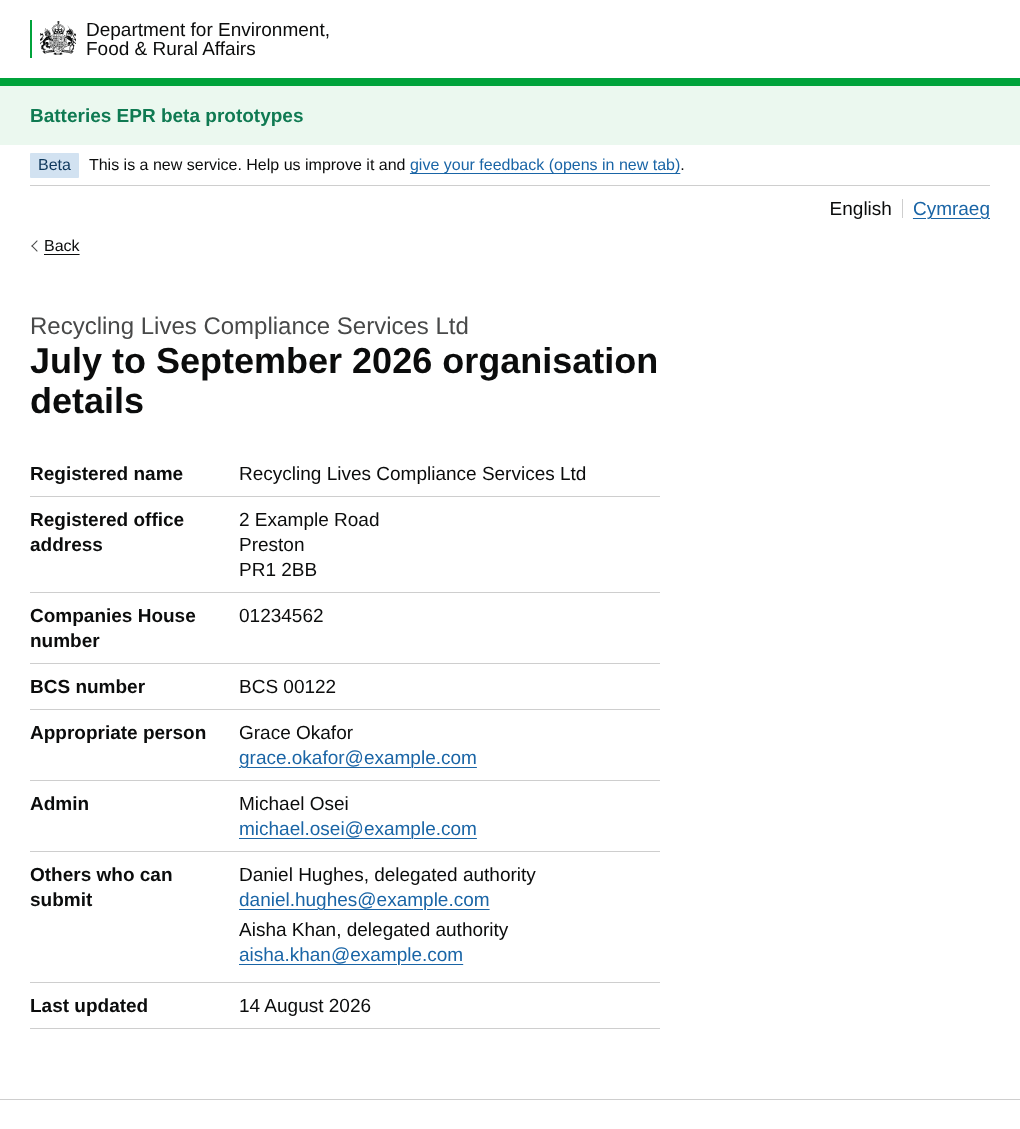 Department for Environment,
Food & Rural Affairs
Batteries EPR beta prototypes
Beta This is a new service. Help us improve it and give your feedback (opens in new tab).
English Cymraeg
Back
Recycling Lives Compliance Services Ltd
July to September 2026 organisation
details
Registered name Recycling Lives Compliance Services Ltd
Registered office 2 Example Road
address Preston
PR1 2BB
Companies House 01234562
number
BCS number BCS 00122
Appropriate person Grace Okafor
grace.okafor@example.com
Admin Michael Osei
michael.osei@example.com
Others who can Daniel Hughes, delegated authority
submit daniel.hughes@example.com
Aisha Khan, delegated authority
aisha.khan@example.com
Last updated 14 August 2026